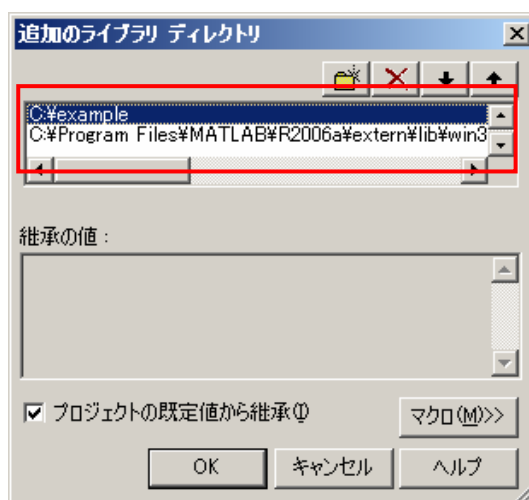 追加のライブラリ ディレクトリ
C:¥example
C:¥Program Files¥MATLAB¥R2006a¥extern¥lib¥win3
継承の値:
プロジェクトの既定値から継承(I)
マクロ(M)>>
OK キャンセル ヘルプ